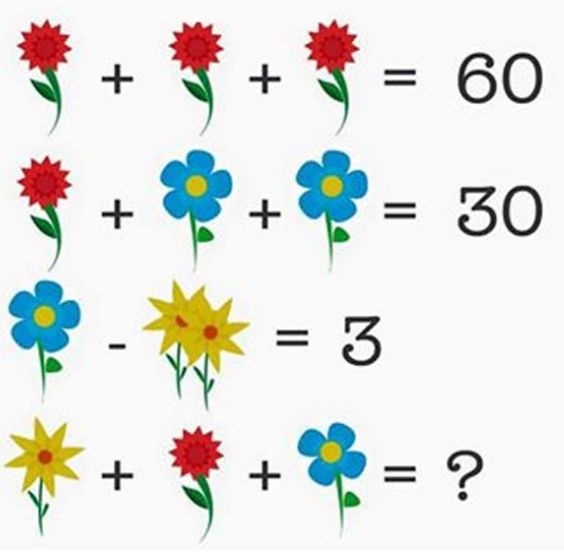 + + = 60
+ + = 30
- = 3
+ + = ?